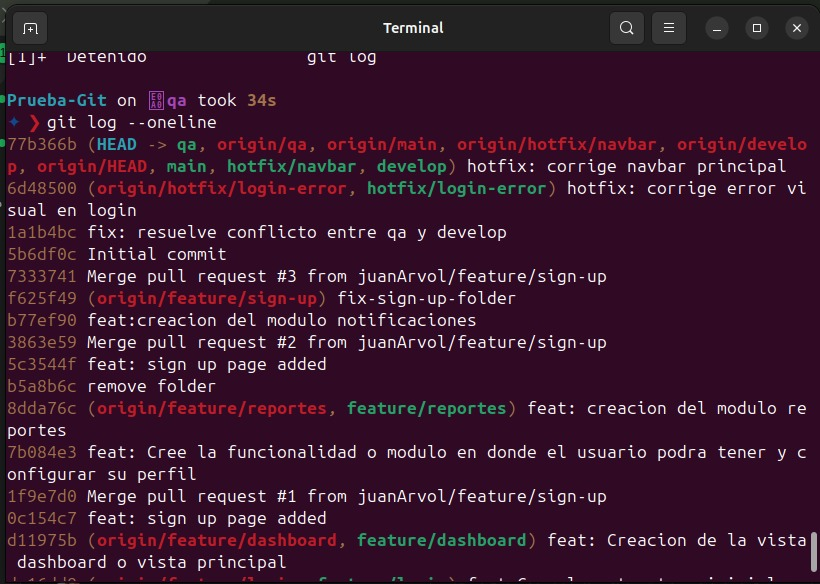 Terminal
[1]+  Detenido                git log
Prueba-Git on qa took 34s
❯ git log --oneline
77b366b (HEAD -> qa, origin/qa, origin/main, origin/hotfix/navbar, origin/develo
p, origin/HEAD, main, hotfix/navbar, develop) hotfix: corrige navbar principal
6d48500 (origin/hotfix/login-error, hotfix/login-error) hotfix: corrige error vi
sual en login
1a1b4bc fix: resuelve conflicto entre qa y develop
5b6df0c Initial commit
7333741 Merge pull request #3 from juanArvol/feature/sign-up
f625f49 (origin/feature/sign-up) fix-sign-up-folder
b77ef90 feat:creacion del modulo notificaciones
3863e59 Merge pull request #2 from juanArvol/feature/sign-up
5c3544f feat: sign up page added
b5a8b6c remove folder
8dda76c (origin/feature/reportes, feature/reportes) feat: creacion del modulo re
portes
7b084e3 feat: Cree la funcionalidad o modulo en donde el usuario podra tener y c
onfigurar su perfil
1f9e7d0 Merge pull request #1 from juanArvol/feature/sign-up
0c154c7 feat: sign up page added
d11975b (origin/feature/dashboard, feature/dashboard) feat: Creacion de la vista
 dashboard o vista principal